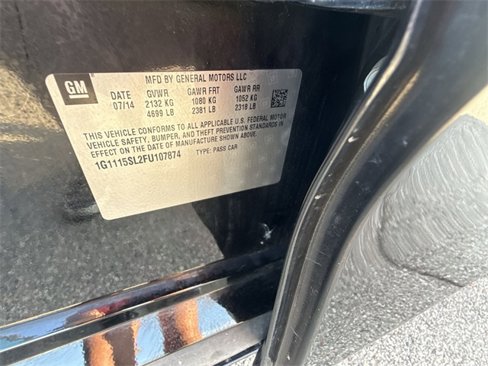 GM
MFD BY GENERAL MOTORS LLC
DATE GVWR GAWR FRT GAWR RR
07/14 2132 KG 1080 KG 1052 KG
4699 LB 2381 LB 2318 LB
THIS VEHICLE CONFORMS TO ALL APPLICABLE U.S. FEDERAL MOTOR
VEHICLE SAFETY, BUMPER, AND THEFT PREVENTION STANDARDS IN
EFFECT ON THE DATE OF MANUFACTURE SHOWN ABOVE.
1G1115SL2FU107874 TYPE: PASS CAR